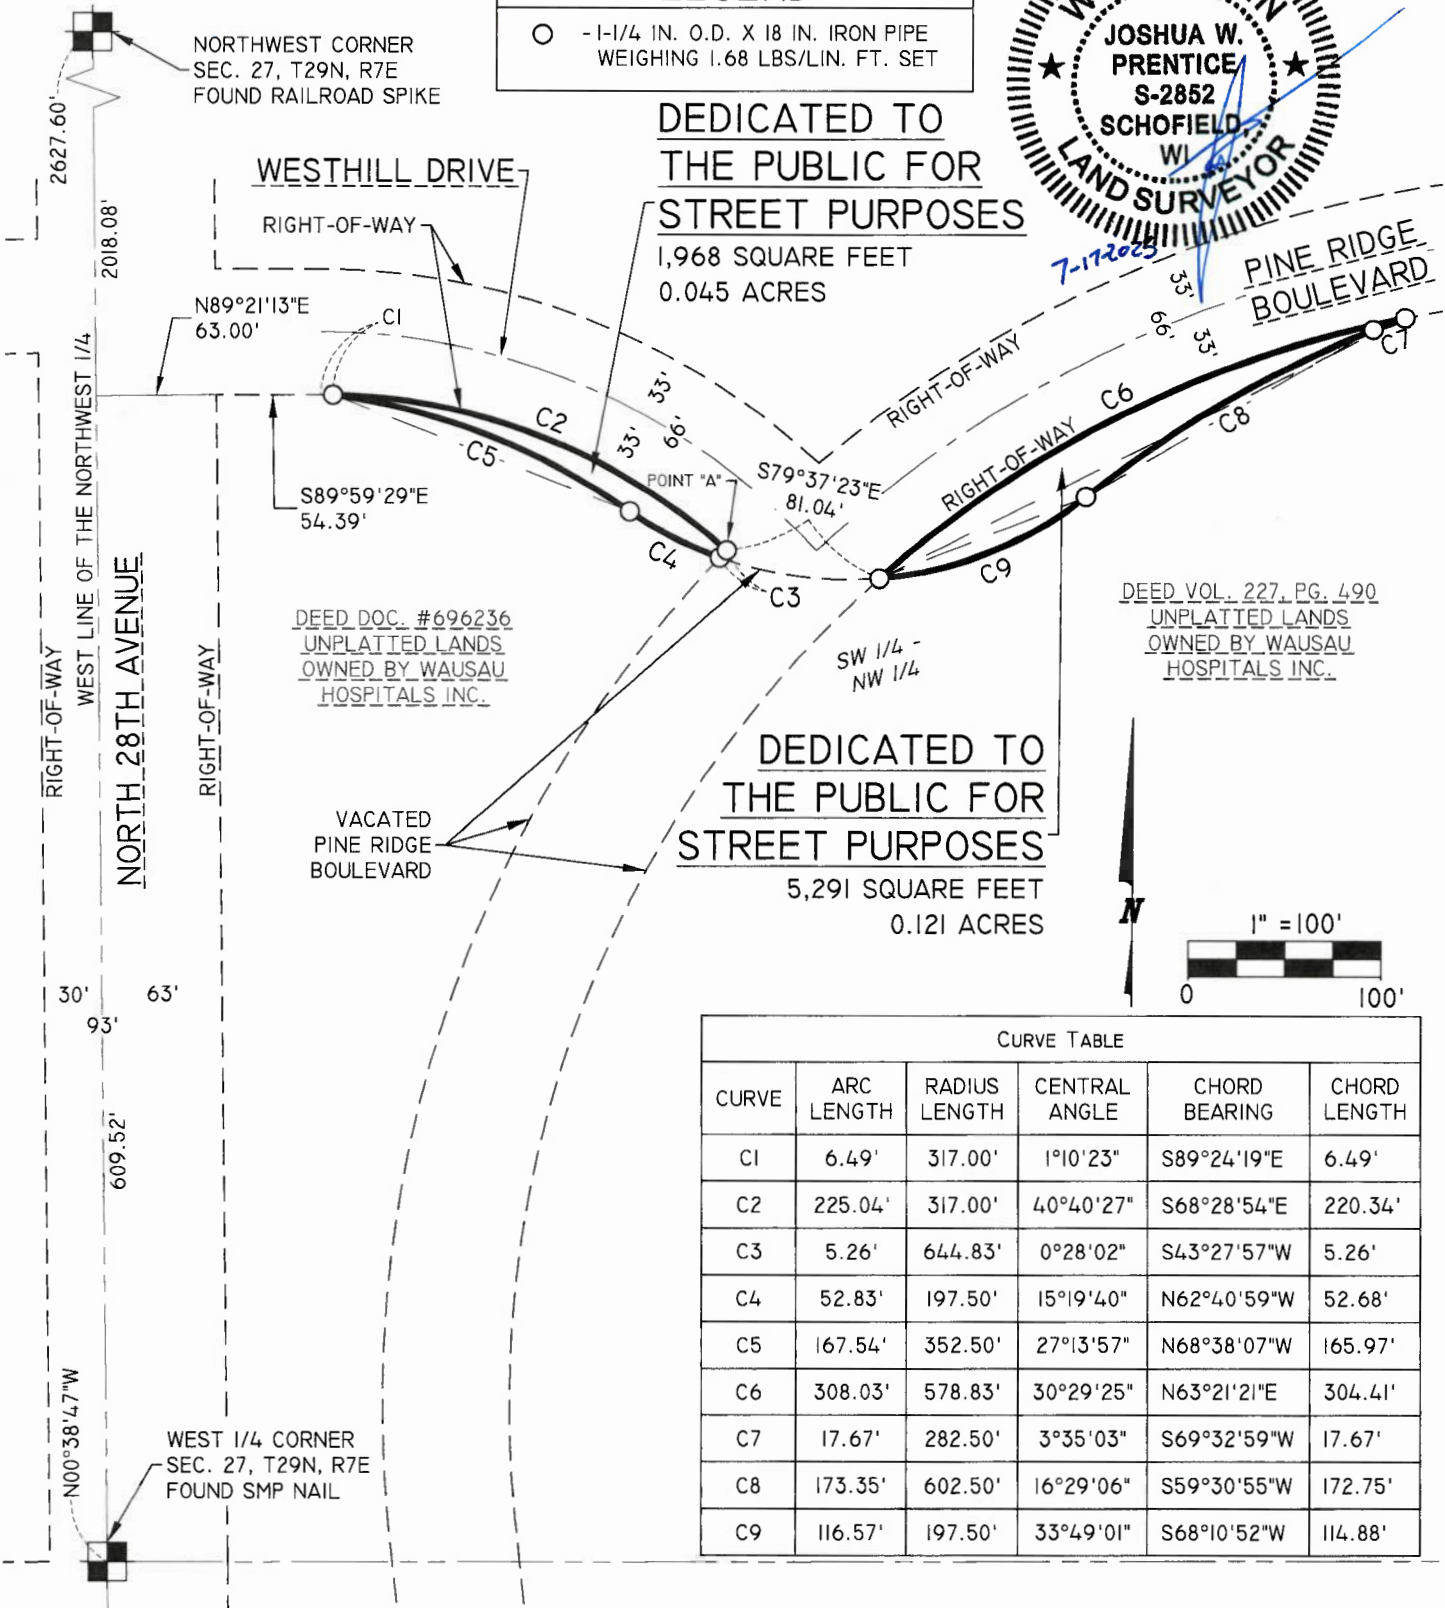 - 1-1/4 IN. O.D. X 18 IN. IRON PIPE
WEIGHING 1.68 LBS/LIN. FT. SET
JOSHUA W.
PRENTICE
S-2852
SCHOFIELD,
WI
LAND SURVEYOR
7-17-2025
NORTHWEST CORNER
SEC. 27, T29N, R7E
FOUND RAILROAD SPIKE
2627.60'
2018.08'
WESTHILL DRIVE
RIGHT-OF-WAY
DEDICATED TO
THE PUBLIC FOR
STREET PURPOSES
1,968 SQUARE FEET
0.045 ACRES
PINE RIDGE
BOULEVARD
33'
66'
33'
N89°21'13"E
63.00'
C1
C2
C5
33'
33'
66'
RIGHT-OF-WAY
RIGHT-OF-WAY
C6
C7
C8
S89°59'29"E
54.39'
POINT "A"
S79°37'23"E
81.04'
C4
C3
C9
WEST LINE OF THE NORTHWEST 1/4
NORTH 28TH AVENUE
RIGHT-OF-WAY
RIGHT-OF-WAY
DEED DOC. #696236
UNPLATTED LANDS
OWNED BY WAUSAU
HOSPITALS INC.
SW 1/4 -
NW 1/4
DEED VOL. 227, PG. 490
UNPLATTED LANDS
OWNED BY WAUSAU
HOSPITALS INC.
VACATED
PINE RIDGE
BOULEVARD
DEDICATED TO
THE PUBLIC FOR
STREET PURPOSES
5,291 SQUARE FEET
0.121 ACRES
N
1" =100'
0 100'
30' 63'
93'
609.52'
N00°38'47"W
WEST 1/4 CORNER
SEC. 27, T29N, R7E
FOUND SMP NAIL
CURVE TABLE
CURVE ARC LENGTH RADIUS LENGTH CENTRAL ANGLE CHORD BEARING CHORD LENGTH
C1 6.49' 317.00' 1°10'23" S89°24'19"E 6.49'
C2 225.04' 317.00' 40°40'27" S68°28'54"E 220.34'
C3 5.26' 644.83' 0°28'02" S43°27'57"W 5.26'
C4 52.83' 197.50' 15°19'40" N62°40'59"W 52.68'
C5 167.54' 352.50' 27°13'57" N68°38'07"W 165.97'
C6 308.03' 578.83' 30°29'25" N63°21'21"E 304.41'
C7 17.67' 282.50' 3°35'03" S69°32'59"W 17.67'
C8 173.35' 602.50' 16°29'06" S59°30'55"W 172.75'
C9 116.57' 197.50' 33°49'01" S68°10'52"W 114.88'